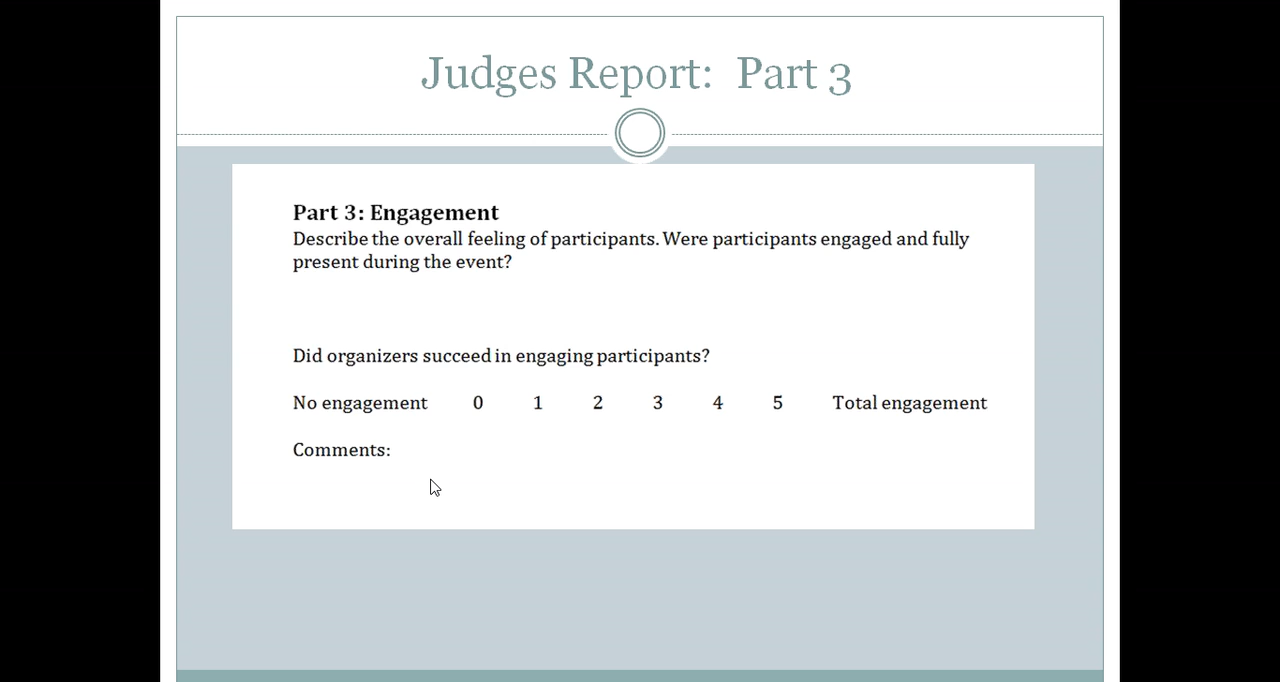 Judges Report: Part 3
Part 3: Engagement
Describe the overall feeling of participants. Were participants engaged and fully
present during the event?
Did organizers succeed in engaging participants?
No engagement 0 1 2 3 4 5 Total engagement
Comments: